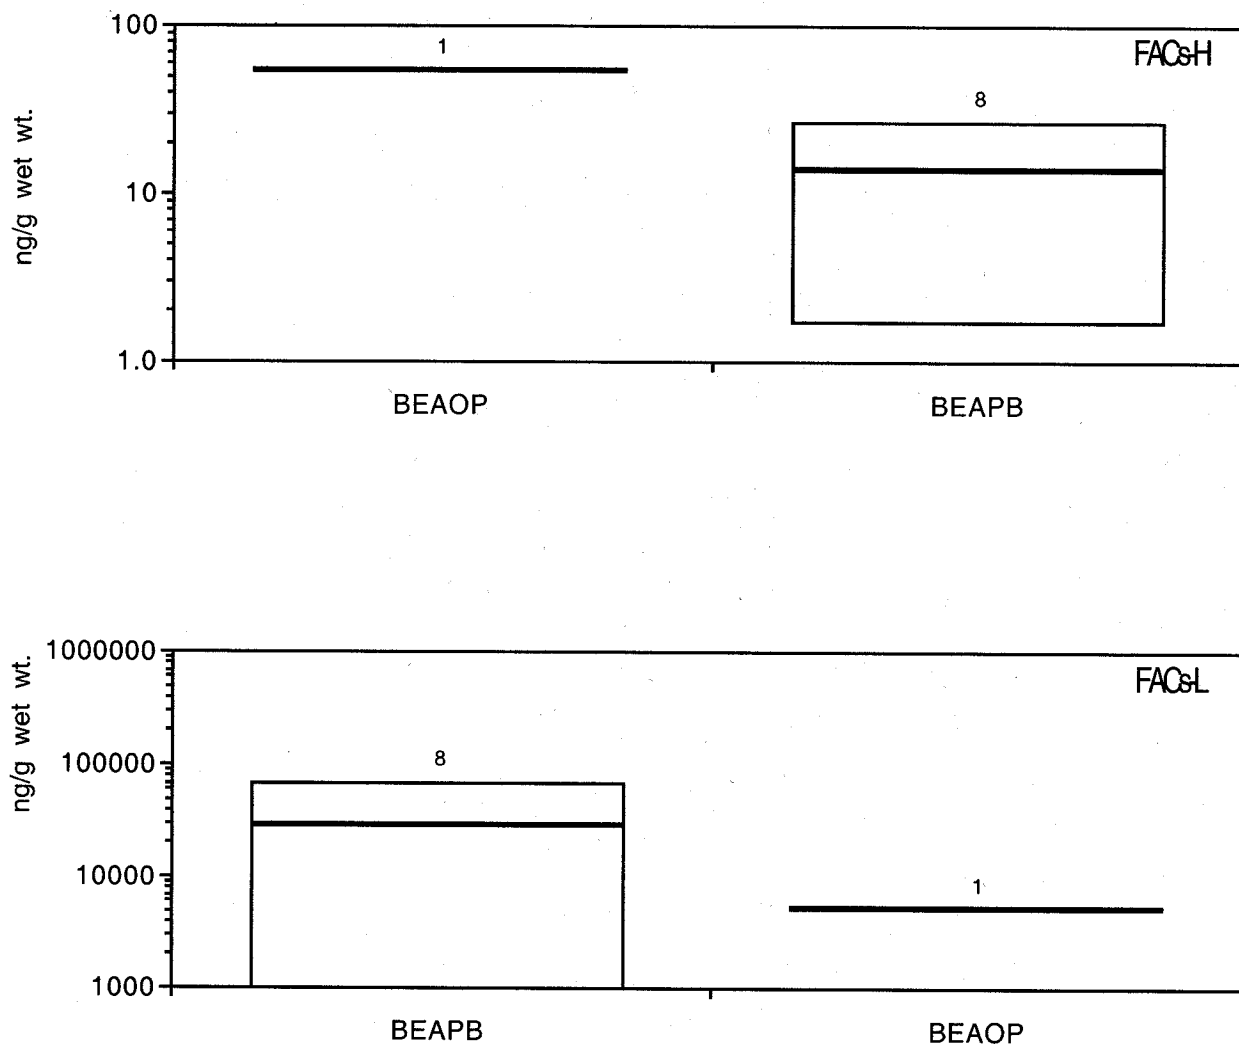 100
1
FACs-H
8
ng/g wet wt.
10
1.0
BEAOP
BEAPB
1000000
FACs-L
ng/g wet wt.
100000
8
10000
1
1000
BEAPB
BEAOP